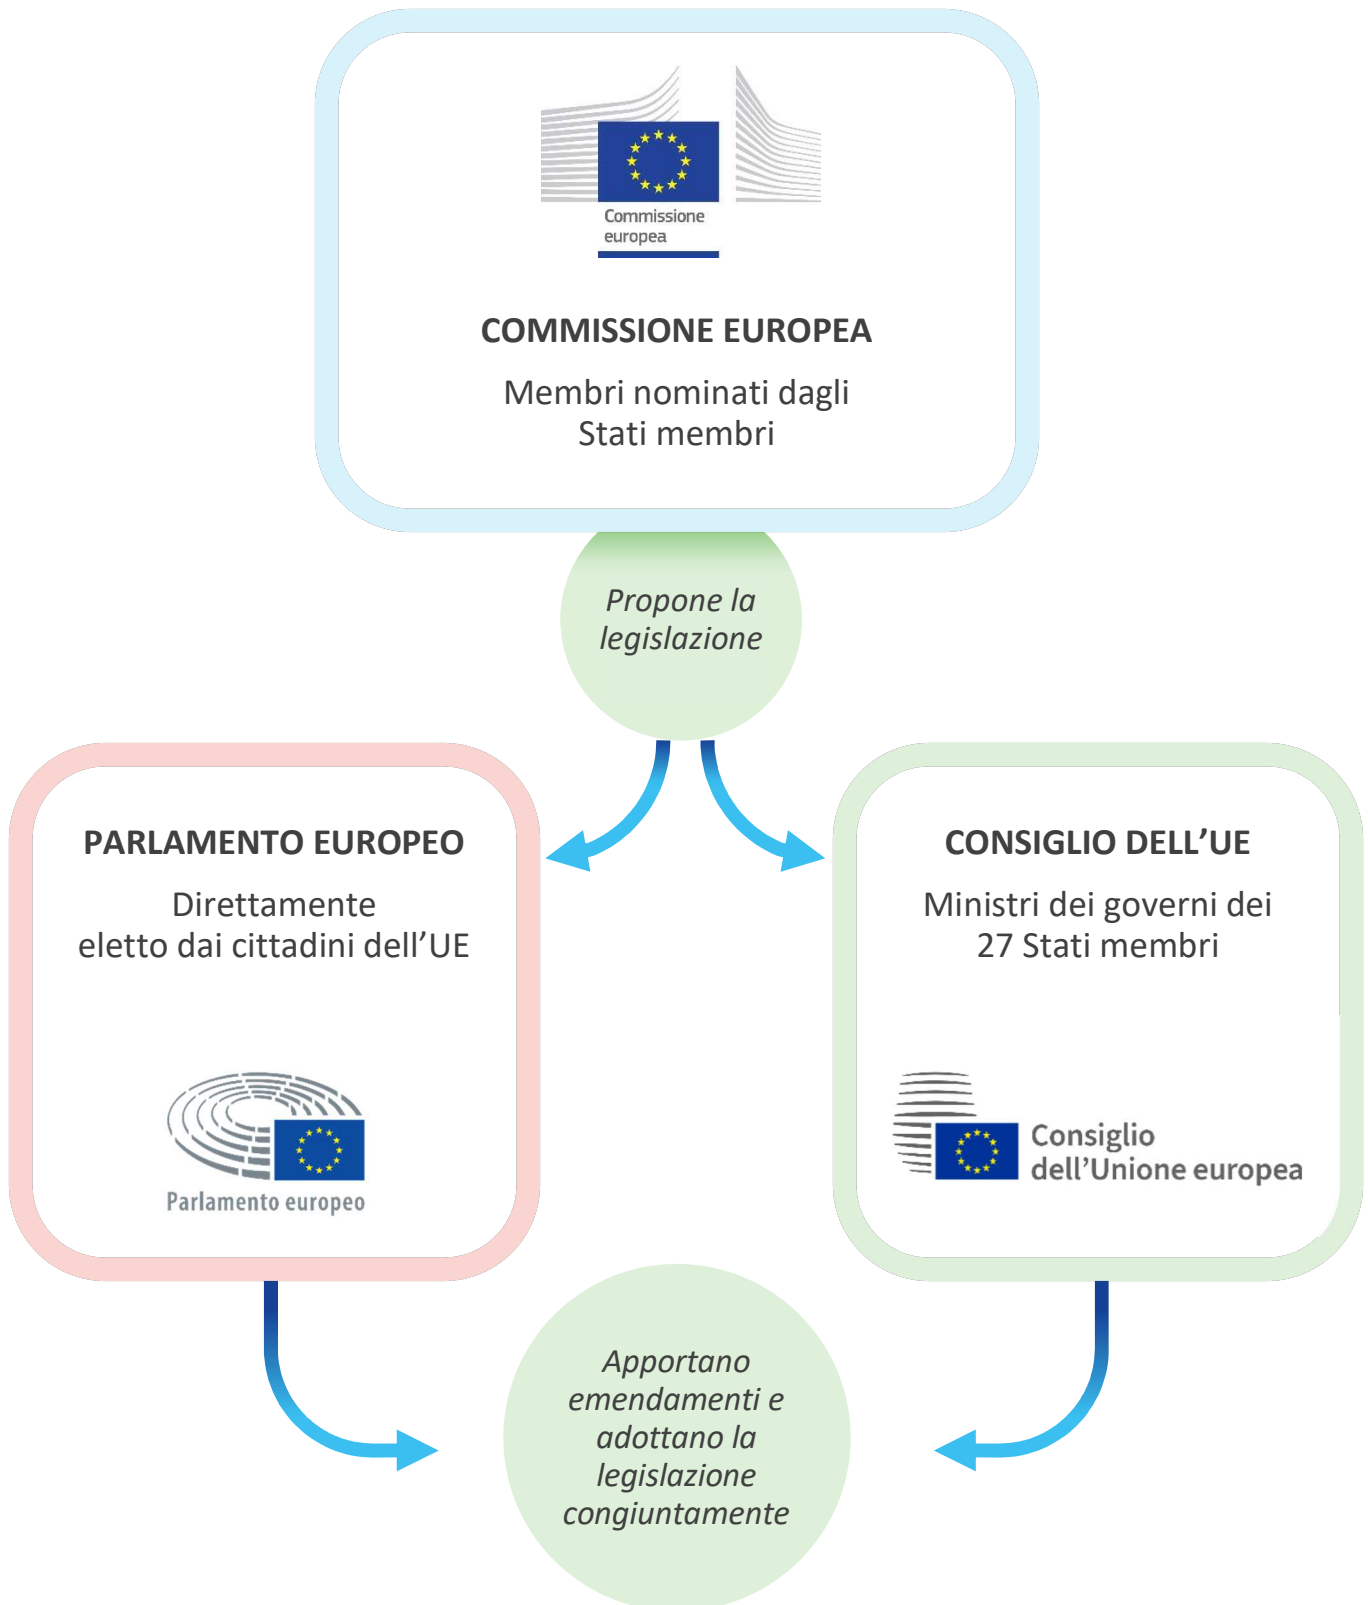 Commissione
europea
COMMISSIONE EUROPEA
Membri nominati dagli
Stati membri
Propone la
legislazione
PARLAMENTO EUROPEO
Direttamente
eletto dai cittadini dell’UE
Parlamento europeo
CONSIGLIO DELL’UE
Ministri dei governi dei
27 Stati membri
Consiglio
dell’Unione europea
Apportano
emendamenti e
adottano la
legislazione
congiuntamente